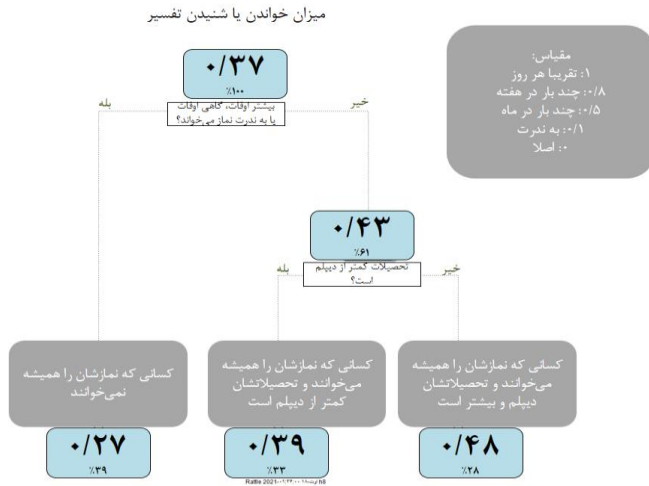 میزان خواندن یا شنیدن تفسیر
۰/۳۷
٪۱۰۰
بیشتر اوقات، گاهی اوقات
یا به ندرت نماز می‌خواند؟
بله
خیر
مقیاس:
۱: تقریبا هر روز
۰/۸: چند بار در هفته
۰/۵: چند بار در ماه
۰/۱: به ندرت
۰: اصلا
۰/۴۳
٪۶۱
تحصیلات کمتر از دیپلم
است؟
بله
خیر
کسانی که نمازشان را همیشه
می‌خوانند و تحصیلاتشان
دیپلم و بیشتر است
۰/۴۸
٪۲۸
کسانی که نمازشان را همیشه
می‌خوانند و تحصیلاتشان
کمتر از دیپلم است
۰/۳۹
٪۳۳
کسانی که نمازشان را همیشه
نمی‌خوانند
۰/۲۷
٪۳۹
Rattle 2021